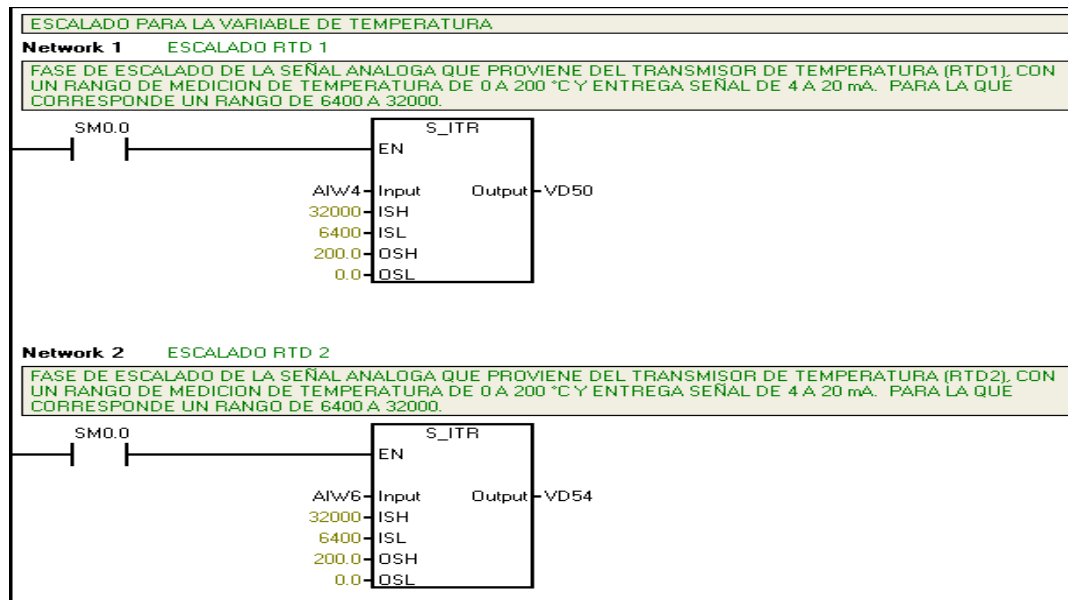 ESCALADO PARA LA VARIABLE DE TEMPERATURA
Network 1 ESCALADO RTD 1
FASE DE ESCALADO DE LA SEÑAL ANALOGA QUE PROVIENE DEL TRANSMISOR DE TEMPERATURA (RTD1), CON
UN RANGO DE MEDICION DE TEMPERATURA DE 0 A 200 °C Y ENTREGA SEÑAL DE 4 A 20 mA. PARA LA QUE
CORRESPONDE UN RANGO DE 6400 A 32000.
SM0.0 S_ITR
EN
AIW4 Input Output VD50
32000 ISH
6400 ISL
200.0 OSH
0.0 OSL
Network 2 ESCALADO RTD 2
FASE DE ESCALADO DE LA SEÑAL ANALOGA QUE PROVIENE DEL TRANSMISOR DE TEMPERATURA (RTD2), CON
UN RANGO DE MEDICION DE TEMPERATURA DE 0 A 200 °C Y ENTREGA SEÑAL DE 4 A 20 mA. PARA LA QUE
CORRESPONDE UN RANGO DE 6400 A 32000.
SM0.0 S_ITR
EN
AIW6 Input Output VD54
32000 ISH
6400 ISL
200.0 OSH
0.0 OSL